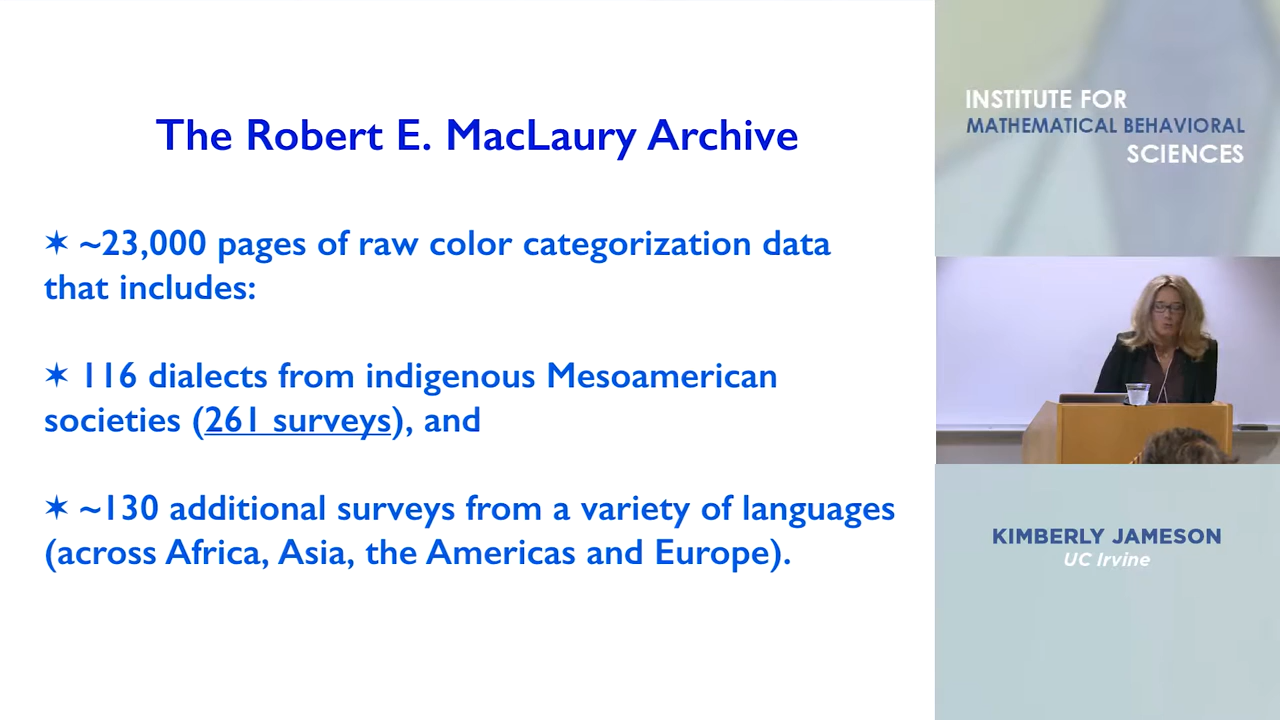 The Robert E. MacLaury Archive
✶ ~23,000 pages of raw color categorization data
that includes:
✶ 116 dialects from indigenous Mesoamerican
societies (261 surveys), and
✶ ~130 additional surveys from a variety of languages
(across Africa, Asia, the Americas and Europe).
INSTITUTE FOR
MATHEMATICAL BEHAVIORAL
SCIENCES
KIMBERLY JAMESON
UC Irvine